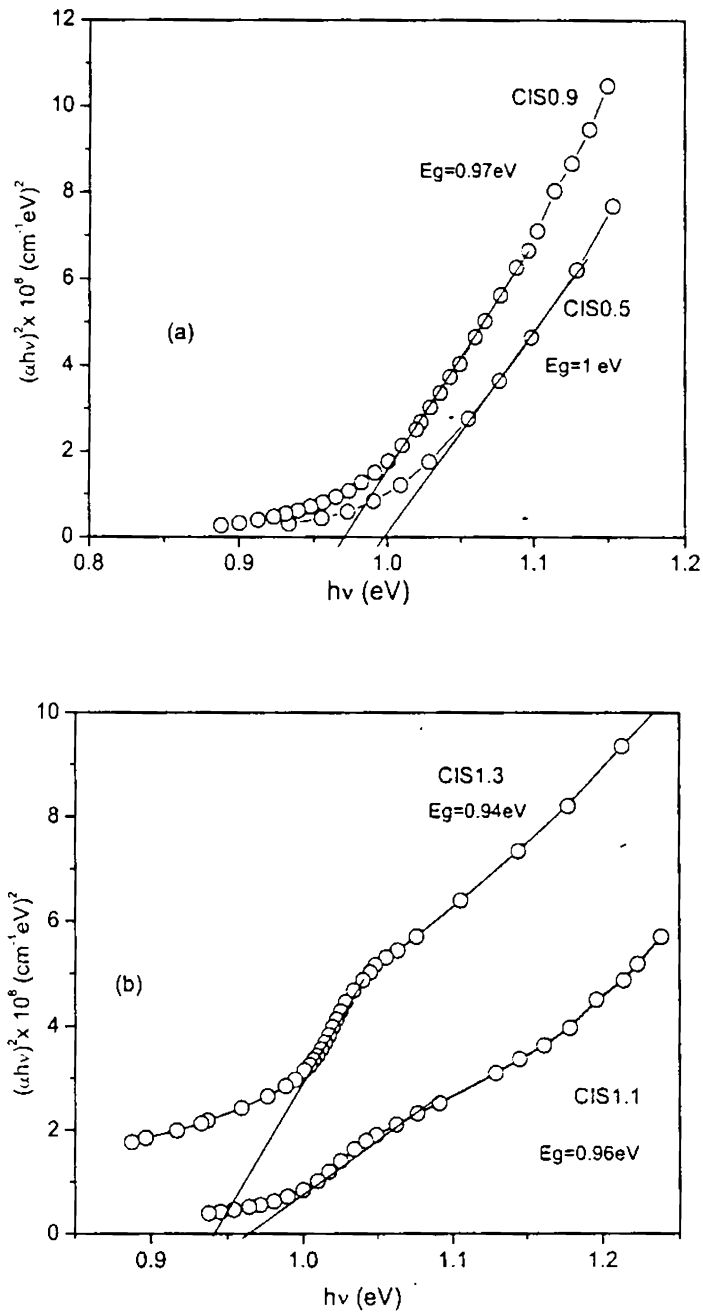 12
10
8
6
4
2
0
(αhν)²x 10⁸ (cm⁻¹eV)²
CIS0.9
Eg=0.97eV
(a)
CIS0.5
Eg=1 eV
0.8
0.9
1.0
1.1
1.2
hν (eV)
10
8
6
4
2
0
(αhν)²x 10⁸ (cm⁻¹eV)²
CIS1.3
Eg=0.94eV
(b)
CIS1.1
Eg=0.96eV
0.9
1.0
1.1
1.2
hν (eV)